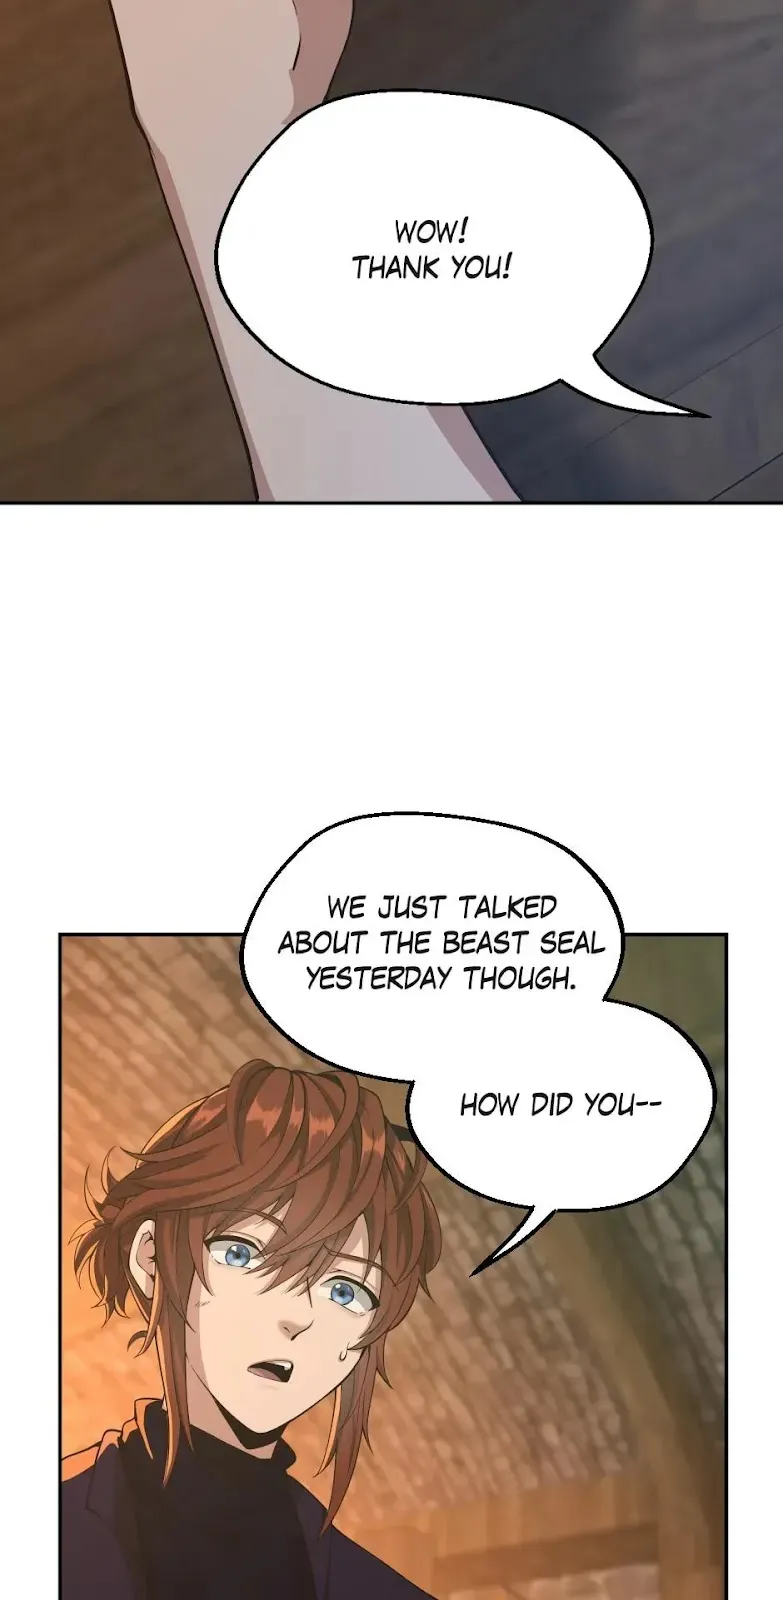 WOW!
THANK YOU!
WE JUST TALKED
ABOUT THE BEAST SEAL
YESTERDAY THOUGH.
HOW DID YOU--